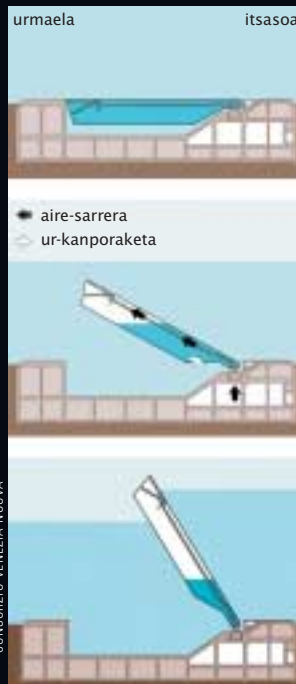 urmaela itsasoa
aire-sarrera
ur-kanporaketa
CONSORZIO VENEZIA NUOVA